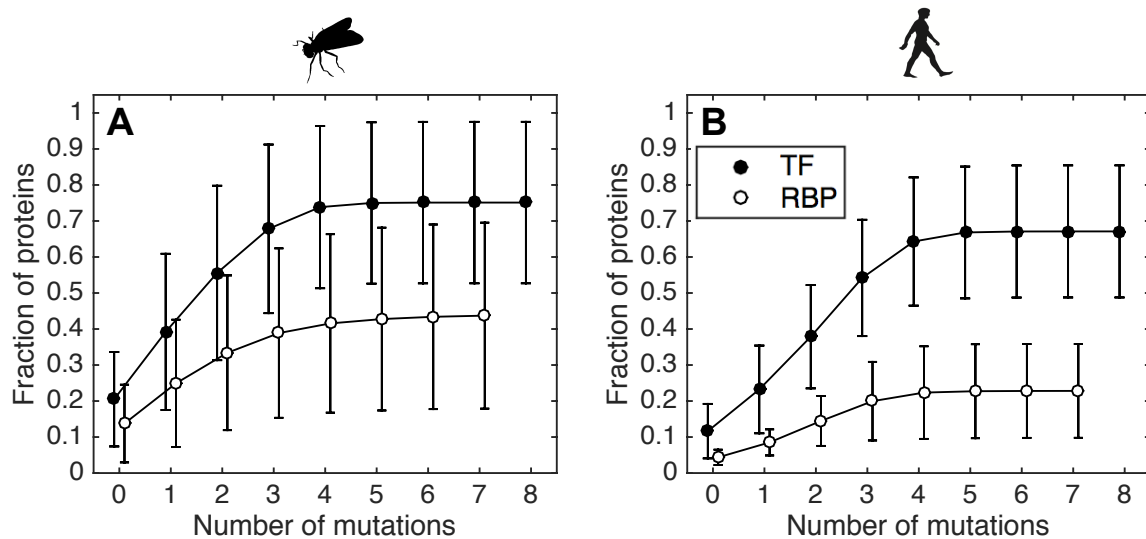 A
1
0.9
0.8
0.7
0.6
0.5
0.4
0.3
0.2
0.1
0
Fraction of proteins
0 1 2 3 4 5 6 7 8
Number of mutations
B
TF
RBP
1
0.9
0.8
0.7
0.6
0.5
0.4
0.3
0.2
0.1
0
Fraction of proteins
0 1 2 3 4 5 6 7 8
Number of mutations